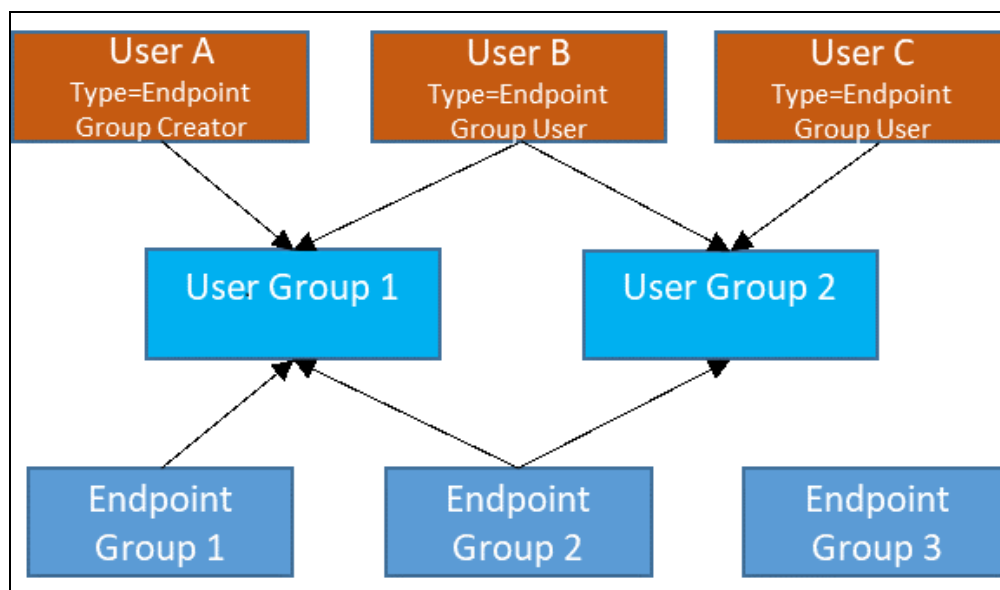 User A
Type=Endpoint
Group Creator
User B
Type=Endpoint
Group User
User C
Type=Endpoint
Group User
User Group 1
User Group 2
Endpoint
Group 1
Endpoint
Group 2
Endpoint
Group 3